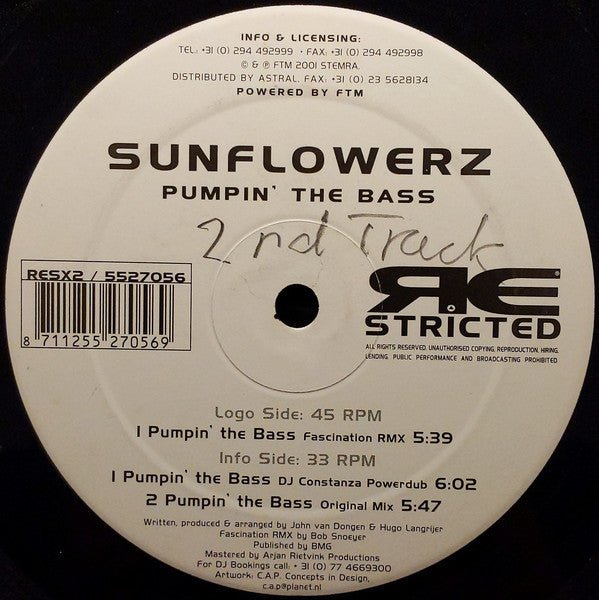 INFO & LICENSING:
TEL: +31 (0) 294 492999 • FAX: +31 (0) 294 492998
© & ℗ FTM 2001 STEMRA.
DISTRIBUTED BY ASTRAL, FAX: +31 (0) 23 5628134
POWERED BY FTM
SUNFLOWERZ
PUMPIN' THE BASS
2nd Track
RESX2 / 5527056
8 711255 270569
RE
STRICTED
ALL RIGHTS RESERVED. UNAUTHORISED COPYING, REPRODUCTION, HIRING,
LENDING, PUBLIC PERFORMANCE AND BROADCASTING PROHIBITED
Logo Side: 45 RPM
1 Pumpin' the Bass Fascination RMX 5:39
Info Side: 33 RPM
1 Pumpin' the Bass DJ Constanza Powerdub 6:02
2 Pumpin' the Bass Original Mix 5:47
Written, produced & arranged by John van Dongen & Hugo Langrijer
Fascination RMX by Bob Snoeyer
Published by BMG
Mastered by Arjan Rietvink Productions
For DJ Bookings call: + 31 (0) 77 4669300
Artwork: C.A.P. Concepts in Design,
c.a.p@planet.nl